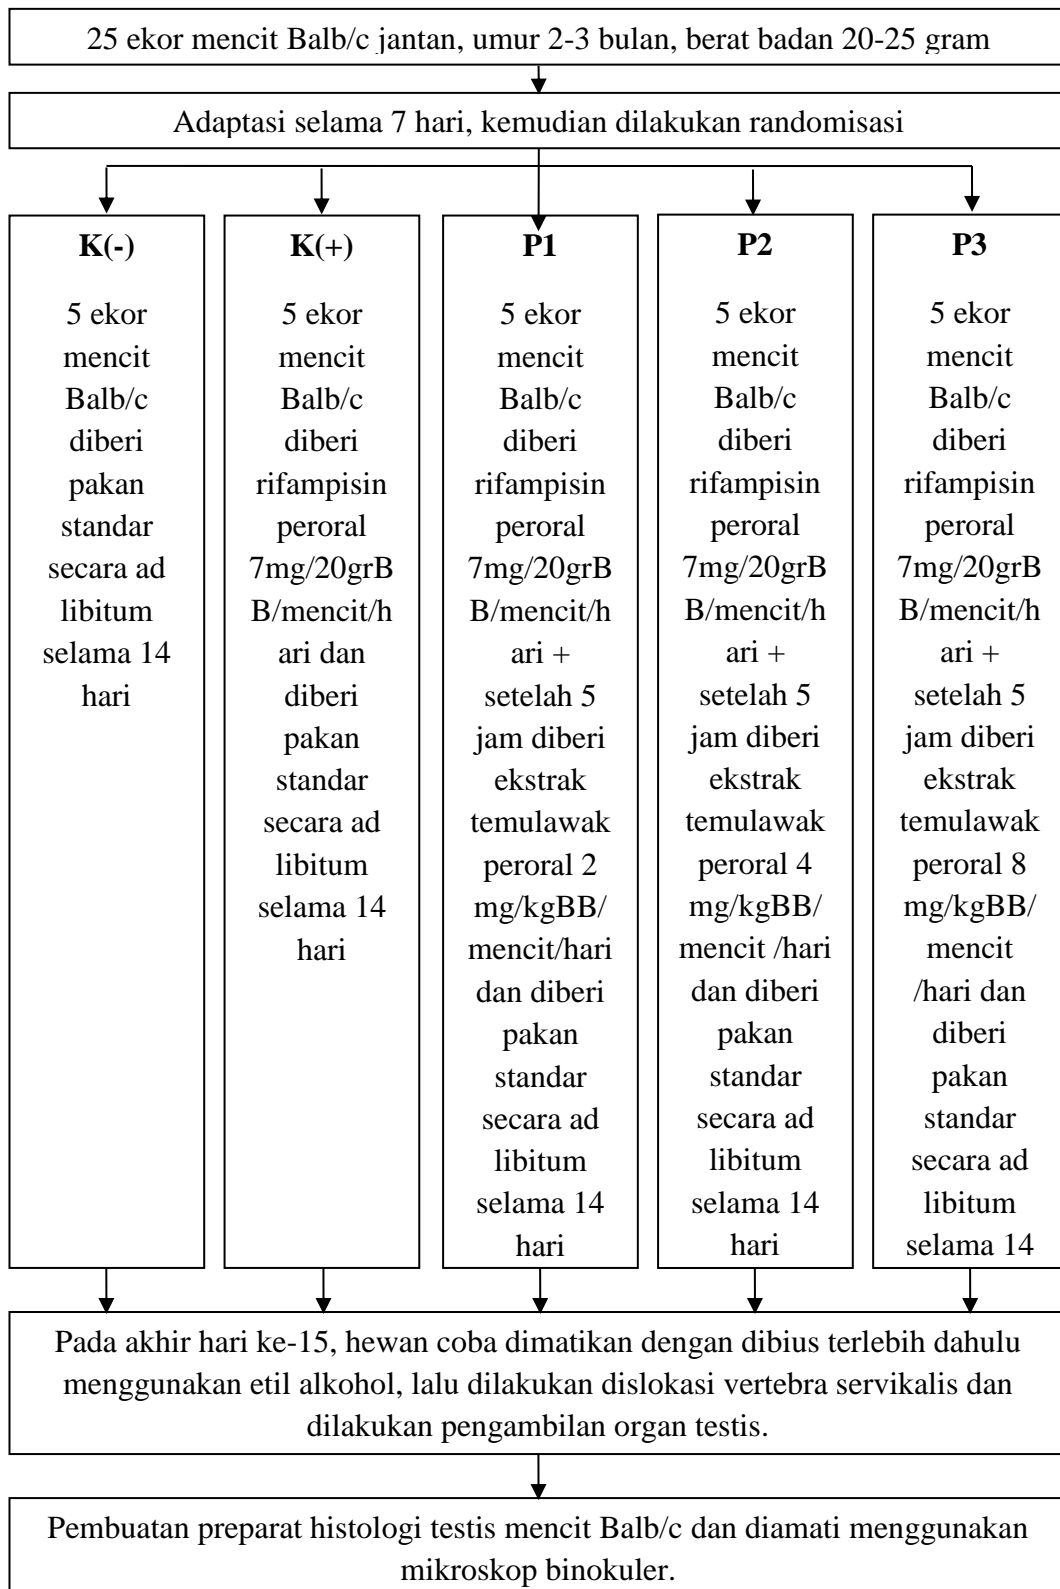 25 ekor mencit Balb/c jantan, umur 2-3 bulan, berat badan 20-25 gram
Adaptasi selama 7 hari, kemudian dilakukan randomisasi
K(-)
5 ekor
mencit
Balb/c
diberi
pakan
standar
secara ad
libitum
selama 14
hari
K(+)
5 ekor
mencit
Balb/c
diberi
rifampisin
peroral
7mg/20grB
B/mencit/h
ari dan
diberi
pakan
standar
secara ad
libitum
selama 14
hari
P1
5 ekor
mencit
Balb/c
diberi
rifampisin
peroral
7mg/20grB
B/mencit/h
ari +
setelah 5
jam diberi
ekstrak
temulawak
peroral 2
mg/kgBB/
mencit/hari
dan diberi
pakan
standar
secara ad
libitum
selama 14
hari
P2
5 ekor
mencit
Balb/c
diberi
rifampisin
peroral
7mg/20grB
B/mencit/h
ari +
setelah 5
jam diberi
ekstrak
temulawak
peroral 4
mg/kgBB/
mencit /hari
dan diberi
pakan
standar
secara ad
libitum
selama 14
hari
P3
5 ekor
mencit
Balb/c
diberi
rifampisin
peroral
7mg/20grB
B/mencit/h
ari +
setelah 5
jam diberi
ekstrak
temulawak
peroral 8
mg/kgBB/
mencit
/hari dan
diberi
pakan
standar
secara ad
libitum
selama 14
Pada akhir hari ke-15, hewan coba dimatikan dengan dibius terlebih dahulu
menggunakan etil alkohol, lalu dilakukan dislokasi vertebra servikalis dan
dilakukan pengambilan organ testis.
Pembuatan preparat histologi testis mencit Balb/c dan diamati menggunakan
mikroskop binokuler.